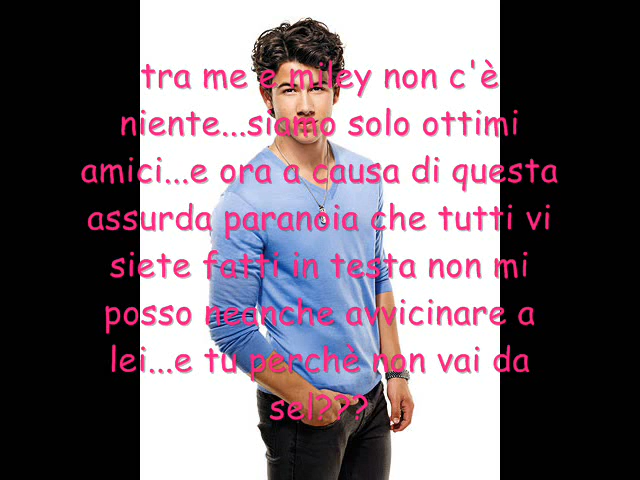 tra me e miley non c'è
niente...siamo solo ottimi
amici...e ora a causa di questa
assurda paranoia che tutti vi
siete fatti in testa non mi
posso neanche avvicinare a
lei...e tu perchè non vai da
sel???